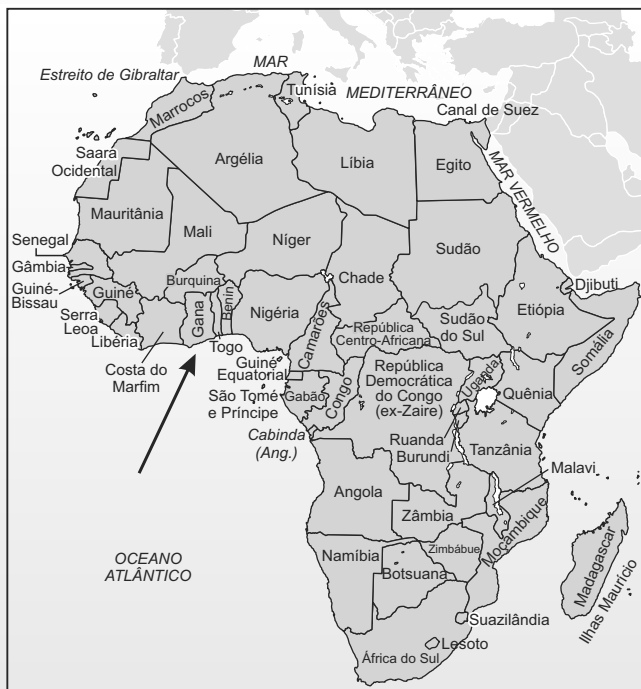 MAR
Estreito de Gibraltar
Tunísia
MEDITERRÂNEO
Marrocos
Canal de Suez
Saara
Ocidental
Argélia
Líbia
Egito
MAR VERMELHO
Mauritânia
Mali
Níger
Senegal
Gâmbia
Guiné-
Bissau
Guiné
Serra
Leoa
Libéria
Costa do
Marfim
Burquina
Gana
Togo
Benin
Nigéria
Chade
Sudão
Djibuti
Etiópia
Somália
Camarões
República
Centro-Africana
Sudão
do Sul
Guiné
Equatorial
São Tomé
e Príncipe
Gabão
Congo
República
Democrática
do Congo
(ex-Zaire)
Uganda
Quênia
Cabinda
(Ang.)
Ruanda
Burundi
Tanzânia
Malavi
Angola
Zâmbia
Moçambique
OCEANO
ATLÂNTICO
Namíbia
Zimbábue
Botsuana
Madagascar
Ilhas Maurício
Suazilândia
Lesoto
África do Sul